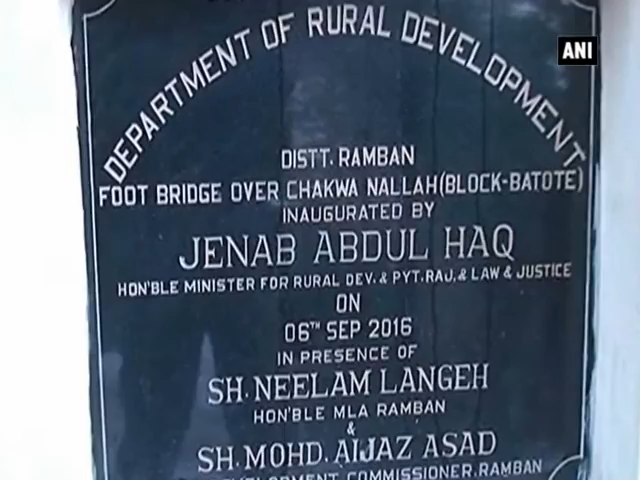 ANI
DEPARTMENT OF RURAL DEVELOPMENT
DISTT. RAMBAN
FOOT BRIDGE OVER CHAKWA NALLAH(BLOCK-BATOTE)
INAUGURATED BY
JENAB ABDUL HAQ
HON'BLE MINISTER FOR RURAL DEV. & PYT.RAJ.& LAW & JUSTICE
ON
06TH SEP 2016
IN PRESENCE OF
SH. NEELAM LANGEH
HON'BLE MLA RAMBAN
&
SH. MOHD. AIJAZ ASAD
DEVELOPMENT COMMISSIONER, RAMBAN